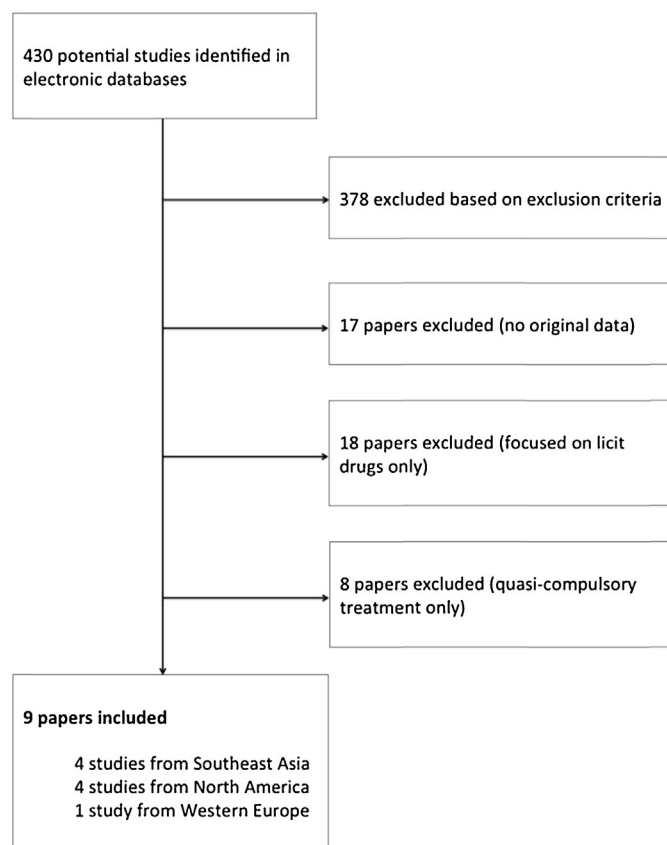 430 potential studies identified in
electronic databases
378 excluded based on exclusion criteria
17 papers excluded (no original data)
18 papers excluded (focused on licit
drugs only)
8 papers excluded (quasi-compulsory
treatment only)
9 papers included
4 studies from Southeast Asia
4 studies from North America
1 study from Western Europe